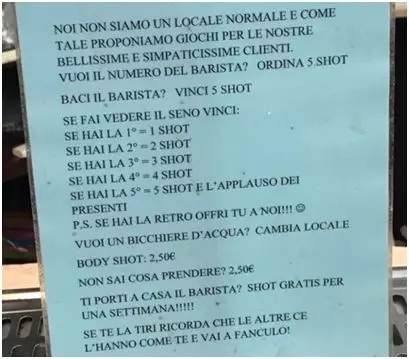 NOI NON SIAMO UN LOCALE NORMALE E COME
TALE PROPONIAMO GIOCHI PER LE NOSTRE
BELLISSIME E SIMPATICISSIME CLIENTI.
VUOI IL NUMERO DEL BARISTA? ORDINA 5 SHOT
BACI IL BARISTA? VINCI 5 SHOT
SE FAI VEDERE IL SENO VINCI:
SE HAI LA 1° = 1 SHOT
SE HAI LA 2° = 2 SHOT
SE HAI LA 3° = 3 SHOT
SE HAI LA 4° = 4 SHOT
SE HAI LA 5° = 5 SHOT E L'APPLAUSO DEI
PRESENTI
P.S. SE HAI LA RETRO OFFRI TU A NOI!!! ☺
VUOI UN BICCHIERE D'ACQUA? CAMBIA LOCALE
BODY SHOT: 2,50€
NON SAI COSA PRENDERE? 2,50€
TI PORTI A CASA IL BARISTA? SHOT GRATIS PER
UNA SETTIMANA!!!!!
SE TE LA TIRI RICORDA CHE LE ALTRE CE
L'HANNO COME TE E VAI A FANCULO!